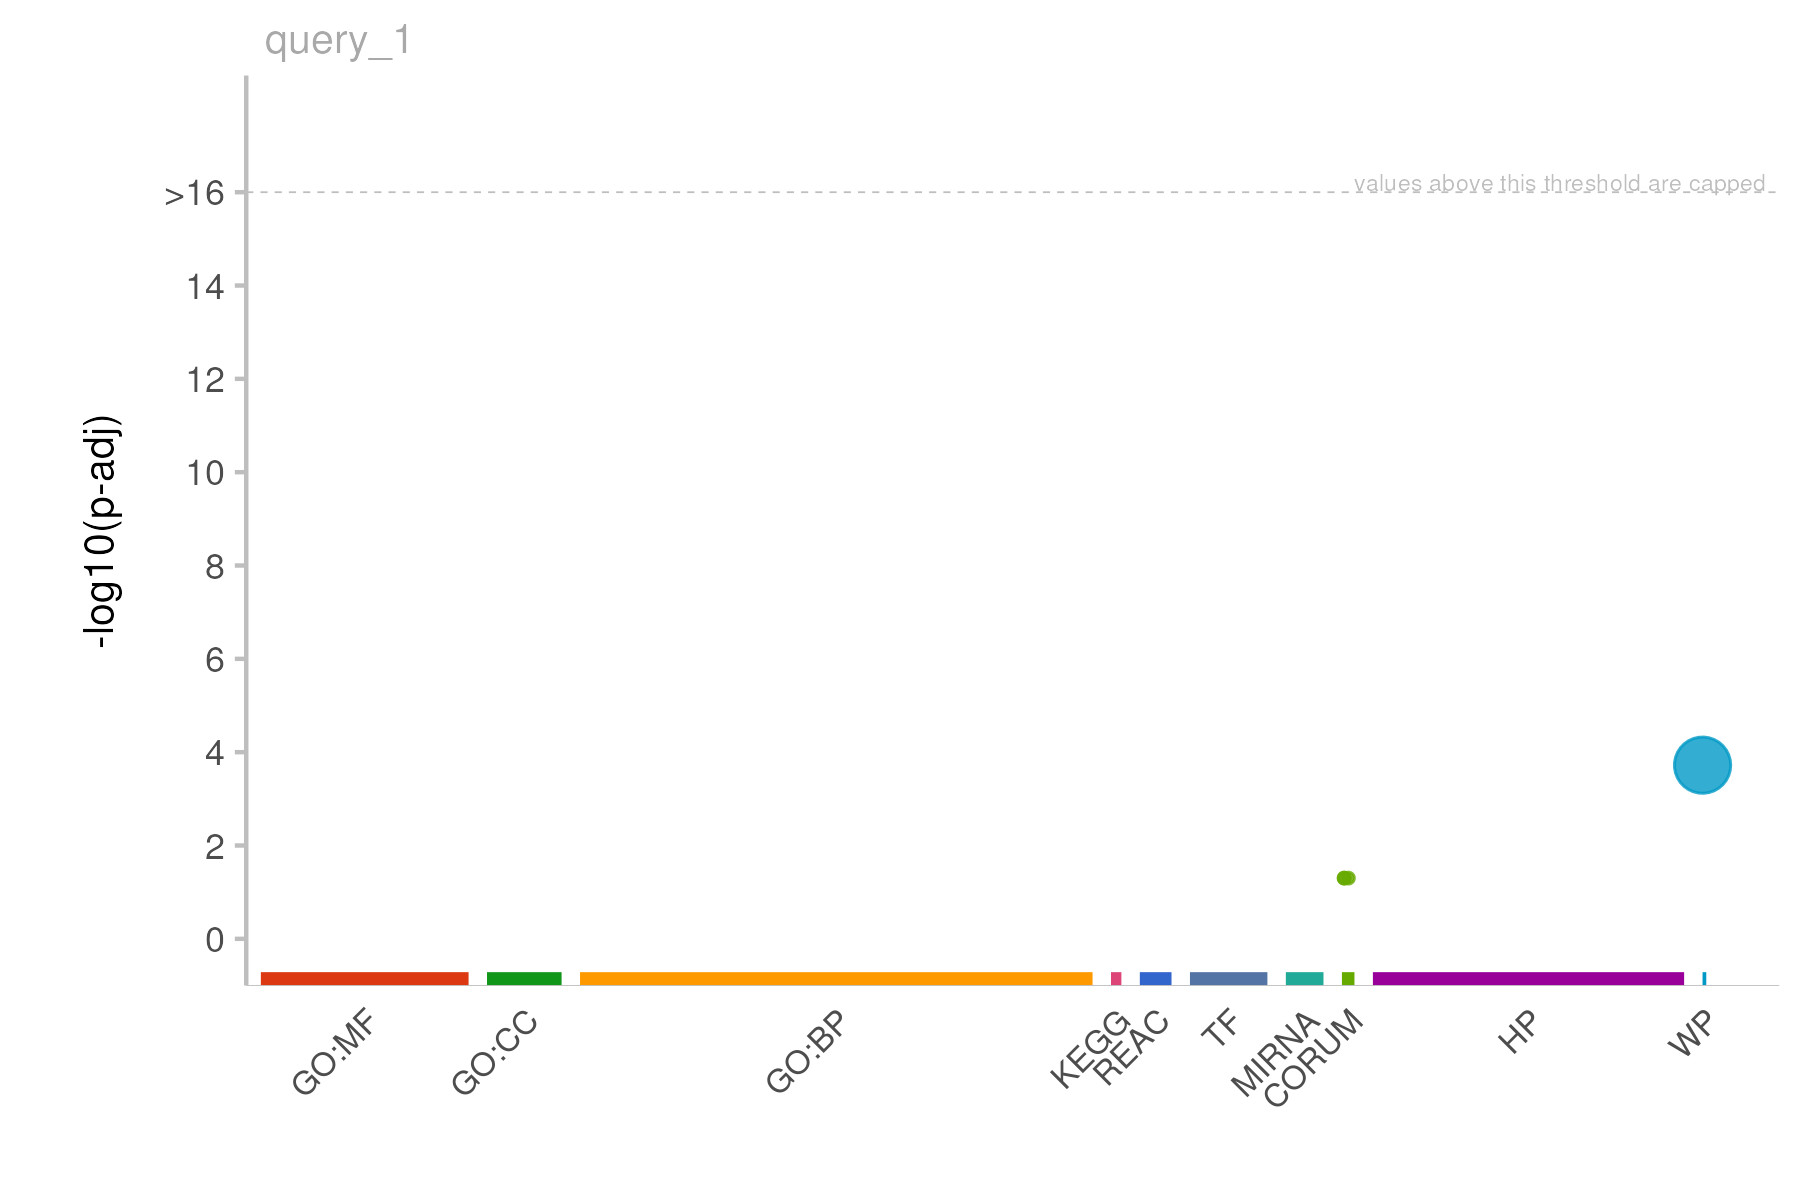 query_1
values above this threshold are capped
>16
14
12
10
8
6
4
2
0
-log10(p-adj)
GO:MF
GO:CC
GO:BP
KEGG
REAC
TF
MIRNA
CORUM
HP
WP